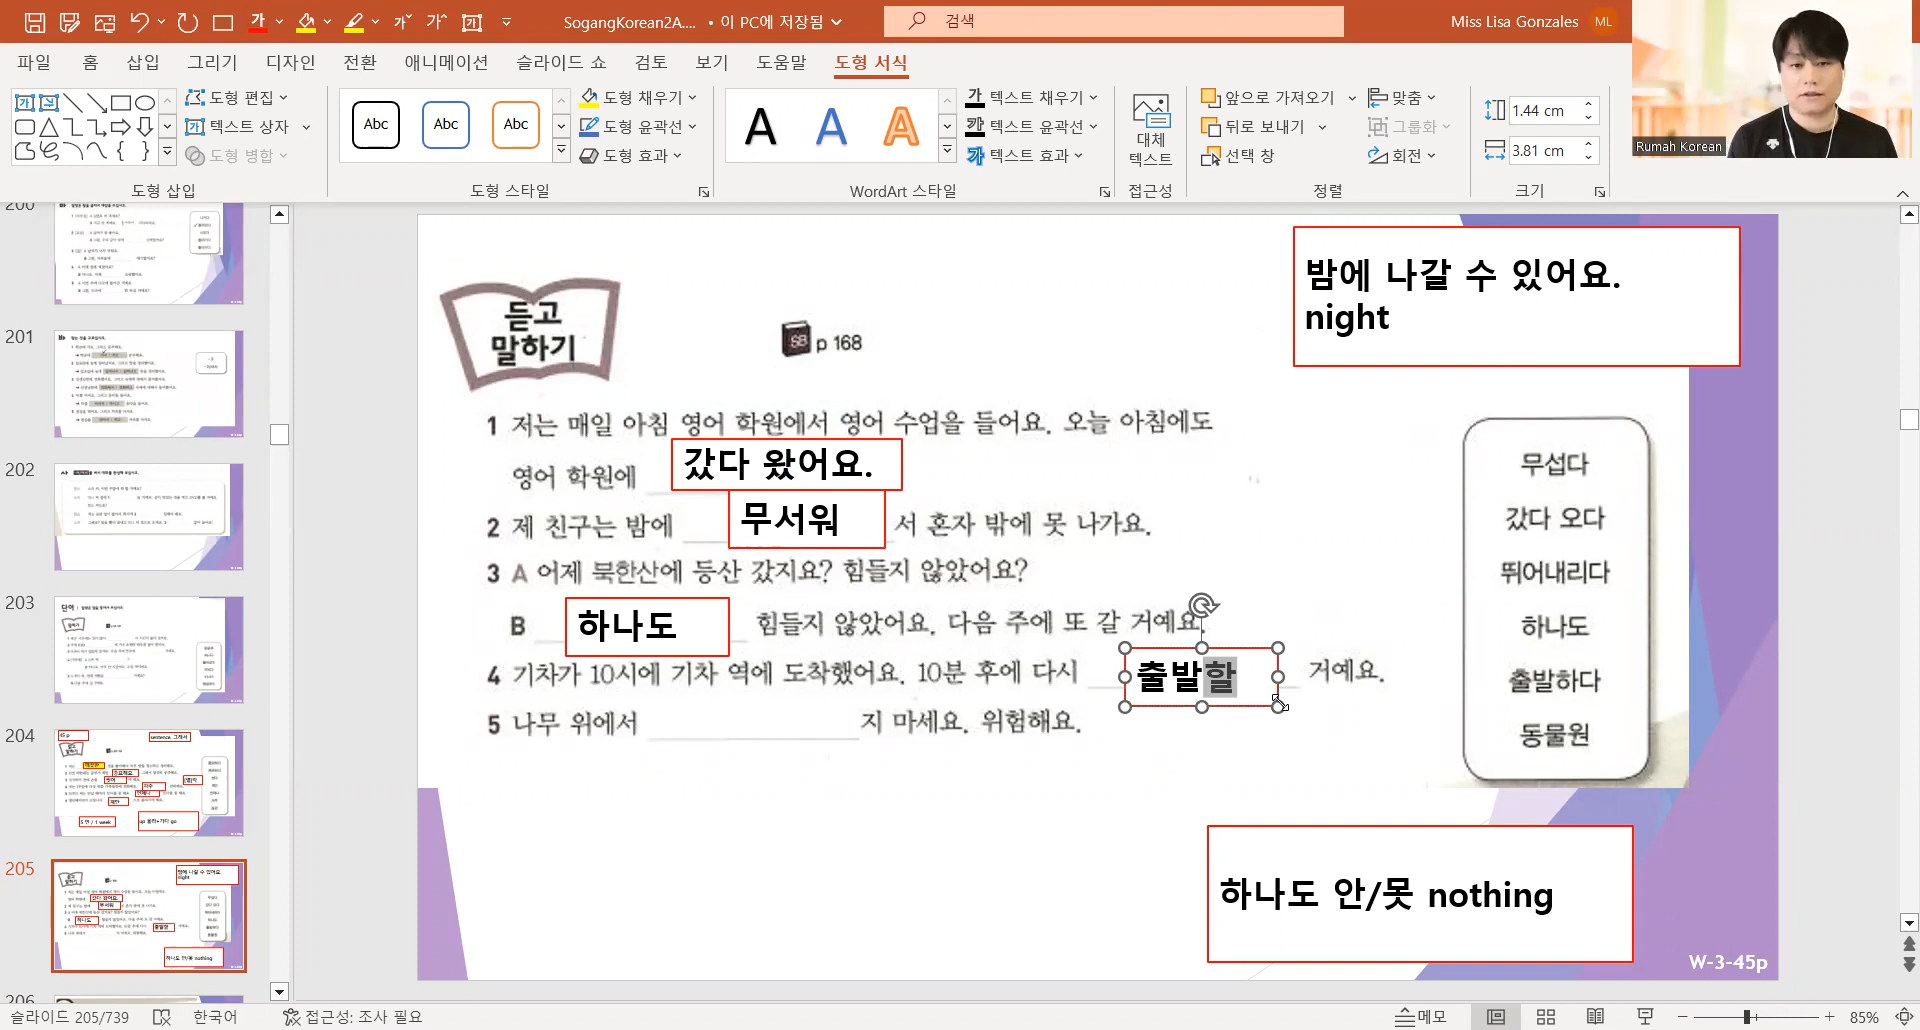 SogangKorean2A.... • 이 PC에 저장됨
검색
Miss Lisa Gonzales ML
파일 홈 삽입 그리기 디자인 전환 애니메이션 슬라이드 쇼 검토 보기 도움말 도형 서식
도형 편집
텍스트 상자
도형 병합
도형 삽입
Abc Abc Abc
도형 채우기
도형 윤곽선
도형 효과
도형 스타일
A A A
텍스트 채우기
텍스트 윤곽선
텍스트 효과
WordArt 스타일
대체
텍스트
접근성
앞으로 가져오기
뒤로 보내기
선택 창
맞춤
그룹화
회전
정렬
1.44 cm
3.81 cm
크기
Rumah Korean
200
201
202
203
204
205
206
듣고
말하기
SB p 168
밤에 나갈 수 있어요.
night
1 저는 매일 아침 영어 학원에서 영어 수업을 들어요. 오늘 아침에도
영어 학원에 갔다 왔어요.
2 제 친구는 밤에 무서워 서 혼자 밖에 못 나가요.
3 A 어제 북한산에 등산 갔지요? 힘들지 않았어요?
B 하나도 힘들지 않았어요. 다음 주에 또 갈 거예요.
4 기차가 10시에 기차 역에 도착했어요. 10분 후에 다시 출발할 거예요.
5 나무 위에서 지 마세요. 위험해요.
무섭다
갔다 오다
뛰어내리다
하나도
출발하다
동물원
하나도 안/못 nothing
W-3-45p
슬라이드 205/739 한국어 접근성: 조사 필요
메모
85%